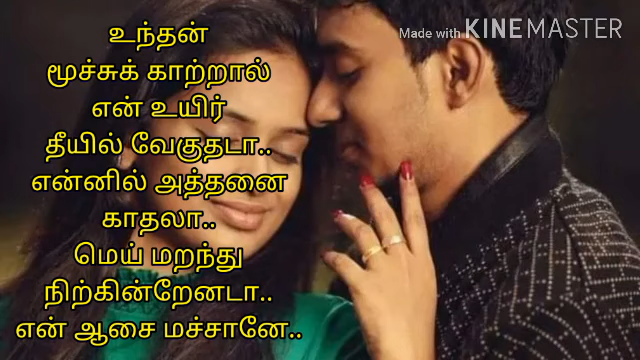 உந்தன்
Made with KINEMASTER
மூச்சுக் காற்றால்
என் உயிர்
தீயில் வேகுதடா..
என்னில் அத்தனை
காதலா..
மெய் மறந்து
நிற்கின்றேனடா..
என் ஆசை மச்சானே..